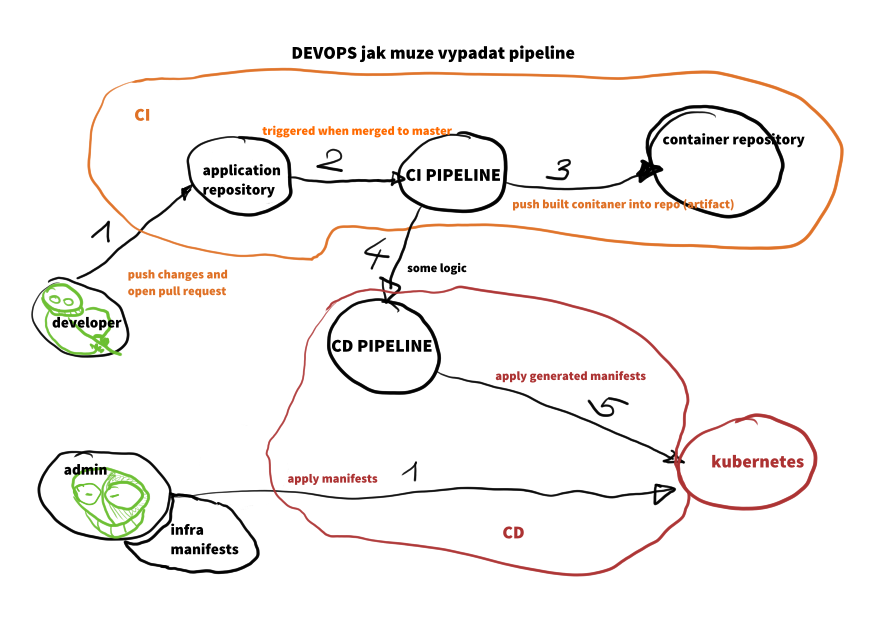 DEVOPS jak muze vypadat pipeline
CI
triggered when merged to master
container repository
application
repository
2
CI PIPELINE
3
push built conitaner into repo (artifact)
1
4
push changes and
open pull request
some logic
developer
CD PIPELINE
apply generated manifests
5
admin
apply manifests
1
kubernetes
infra
manifests
CD